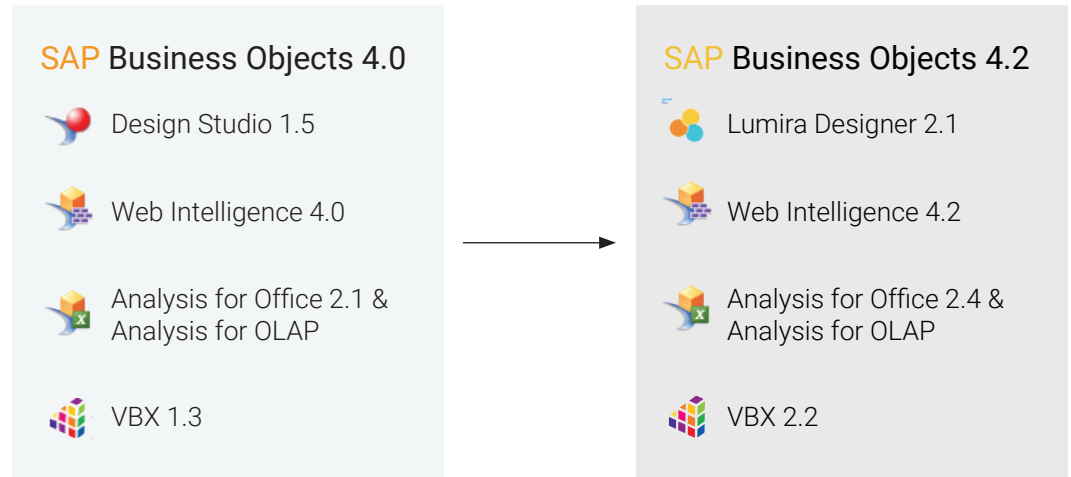 SAP Business Objects 4.0
Design Studio 1.5
Web Intelligence 4.0
Analysis for Office 2.1 &
Analysis for OLAP
VBX 1.3
SAP Business Objects 4.2
Lumira Designer 2.1
Web Intelligence 4.2
Analysis for Office 2.4 &
Analysis for OLAP
VBX 2.2